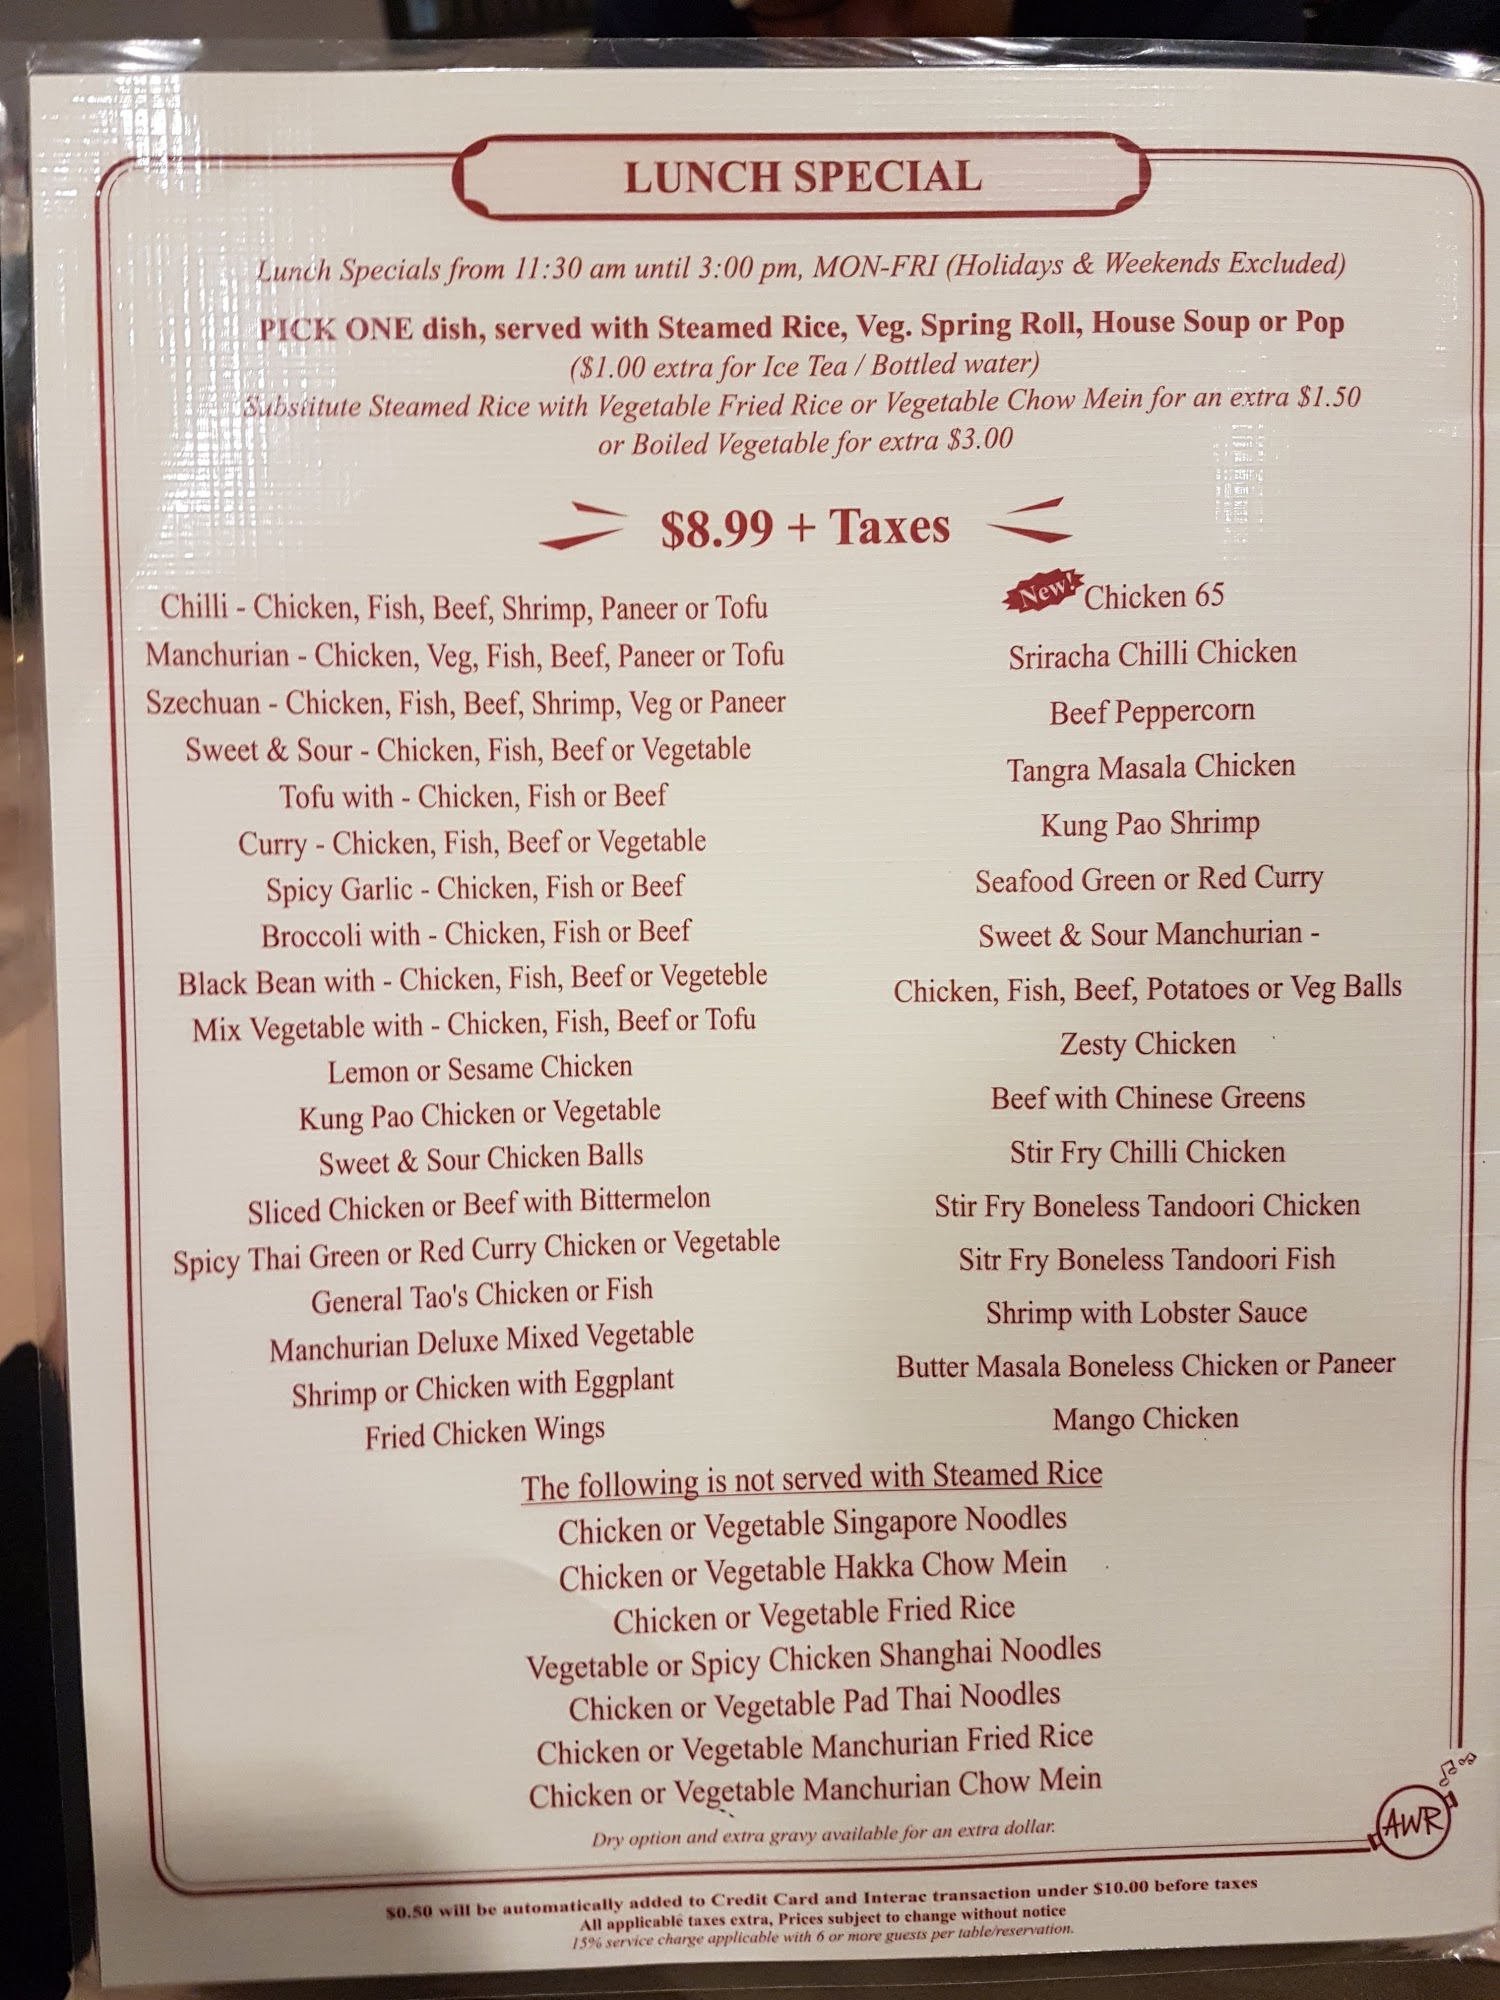 LUNCH SPECIAL
Lunch Specials from 11:30 am until 3:00 pm, MON-FRI (Holidays & Weekends Excluded)
PICK ONE dish, served with Steamed Rice, Veg. Spring Roll, House Soup or Pop
($1.00 extra for Ice Tea / Bottled water)
Substitute Steamed Rice with Vegetable Fried Rice or Vegetable Chow Mein for an extra $1.50
or Boiled Vegetable for extra $3.00
$8.99 + Taxes
Chilli - Chicken, Fish, Beef, Shrimp, Paneer or Tofu
Manchurian - Chicken, Veg, Fish, Beef, Paneer or Tofu
Szechuan - Chicken, Fish, Beef, Shrimp, Veg or Paneer
Sweet & Sour - Chicken, Fish, Beef or Vegetable
Tofu with - Chicken, Fish or Beef
Curry - Chicken, Fish, Beef or Vegetable
Spicy Garlic - Chicken, Fish or Beef
Broccoli with - Chicken, Fish or Beef
Black Bean with - Chicken, Fish, Beef or Vegeteble
Mix Vegetable with - Chicken, Fish, Beef or Tofu
Lemon or Sesame Chicken
Kung Pao Chicken or Vegetable
Sweet & Sour Chicken Balls
Sliced Chicken or Beef with Bittermelon
Spicy Thai Green or Red Curry Chicken or Vegetable
General Tao's Chicken or Fish
Manchurian Deluxe Mixed Vegetable
Shrimp or Chicken with Eggplant
Fried Chicken Wings
New! Chicken 65
Sriracha Chilli Chicken
Beef Peppercorn
Tangra Masala Chicken
Kung Pao Shrimp
Seafood Green or Red Curry
Sweet & Sour Manchurian -
Chicken, Fish, Beef, Potatoes or Veg Balls
Zesty Chicken
Beef with Chinese Greens
Stir Fry Chilli Chicken
Stir Fry Boneless Tandoori Chicken
Sitr Fry Boneless Tandoori Fish
Shrimp with Lobster Sauce
Butter Masala Boneless Chicken or Paneer
Mango Chicken
The following is not served with Steamed Rice
Chicken or Vegetable Singapore Noodles
Chicken or Vegetable Hakka Chow Mein
Chicken or Vegetable Fried Rice
Vegetable or Spicy Chicken Shanghai Noodles
Chicken or Vegetable Pad Thai Noodles
Chicken or Vegetable Manchurian Fried Rice
Chicken or Vegetable Manchurian Chow Mein
Dry option and extra gravy available for an extra dollar.
AWR
$0.50 will be automatically added to Credit Card and Interac transaction under $10.00 before taxes
All applicable taxes extra, Prices subject to change without notice
15% service charge applicable with 6 or more guests per table/reservation.